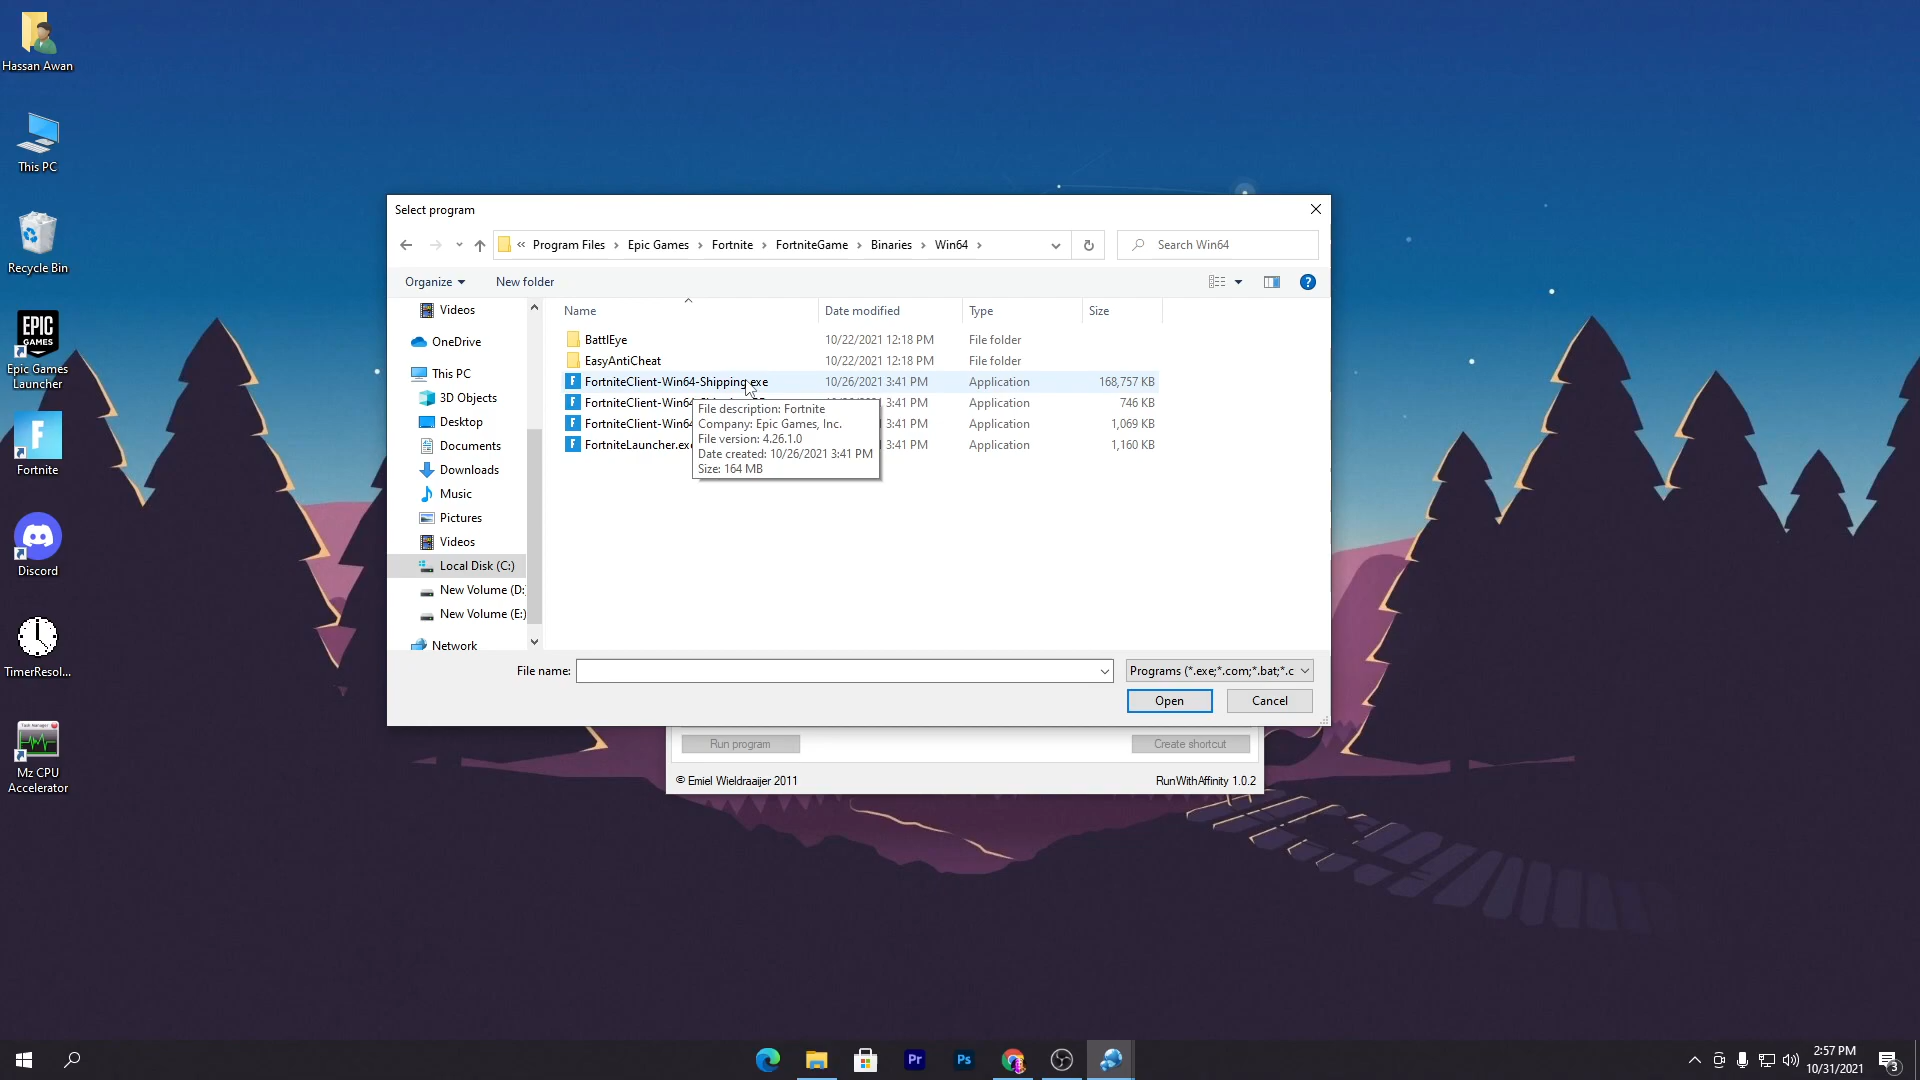 Hassan Awan
This PC
Recycle Bin
EPIC
GAMES
Epic Games
Launcher
Fortnite
Discord
TimerResol...
Mz CPU
Accelerator
Select program
« Program Files › Epic Games › Fortnite › FortniteGame › Binaries › Win64 ›
Search Win64
Organize
New folder
Videos
OneDrive
This PC
3D Objects
Desktop
Documents
Downloads
Music
Pictures
Videos
Local Disk (C:)
New Volume (D:
New Volume (E:)
Network
Name Date modified Type Size
BattlEye 10/22/2021 12:18 PM File folder
EasyAntiCheat 10/22/2021 12:18 PM File folder
FortniteClient-Win64-Shipping.exe 10/26/2021 3:41 PM Application 168,757 KB
FortniteClient-Win64 3:41 PM Application 746 KB
FortniteClient-Win64 3:41 PM Application 1,069 KB
FortniteLauncher.exe 3:41 PM Application 1,160 KB
File description: Fortnite
Company: Epic Games, Inc.
File version: 4.26.1.0
Date created: 10/26/2021 3:41 PM
Size: 164 MB
File name:
Programs (*.exe;*.com;*.bat;*.c
Open
Cancel
Run program
Create shortcut
© Emiel Wieldraaijer 2011
RunWithAffinity 1.0.2
Pr
Ps
2:57 PM
10/31/2021
3